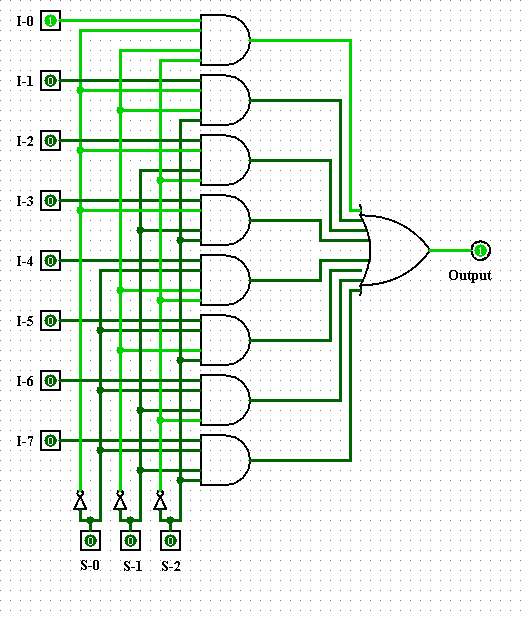 I-0 1
I-1 0
I-2 0
I-3 0
I-4 0
I-5 0
I-6 0
I-7 0
1
Output
0 0 0
S-0 S-1 S-2